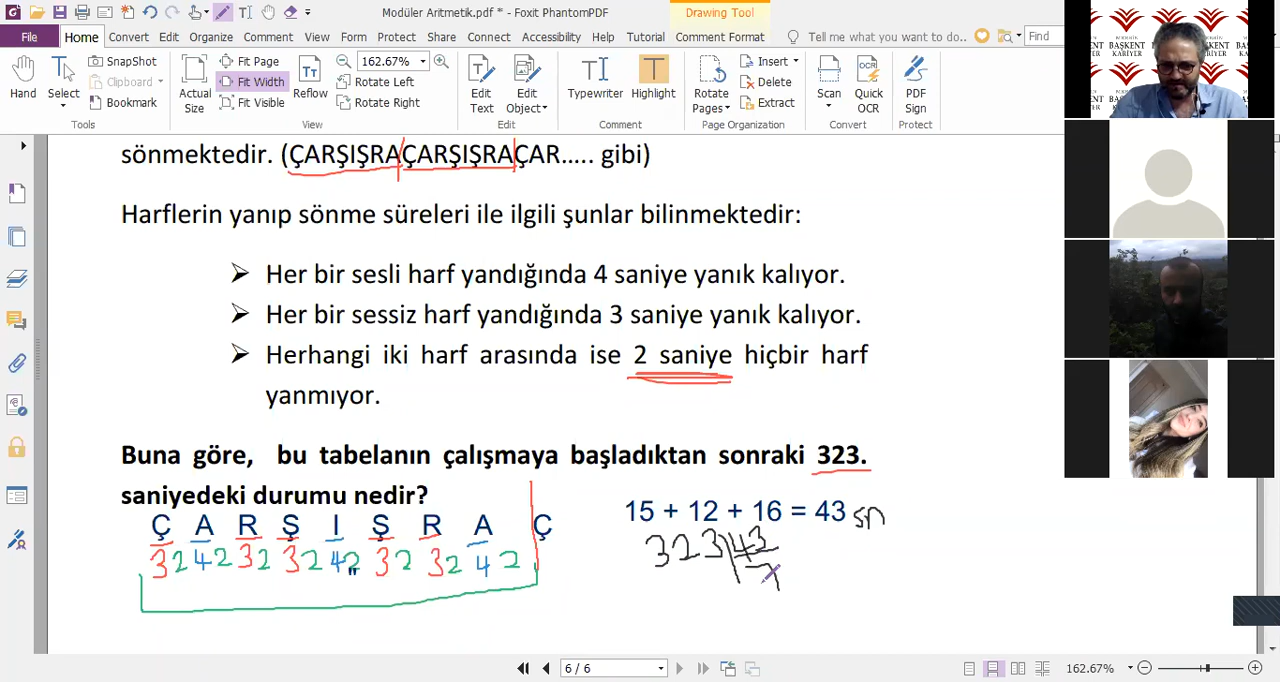 Modüler Aritmetik.pdf * - Foxit PhantomPDF
Drawing Tool
File Home Convert Edit Organize Comment View Form Protect Share Connect Accessibility Help Tutorial Comment Format Tell me what you want to do.. Find
Hand
Select
SnapShot
Clipboard
Bookmark
Tools
Actual Size
Fit Page
Fit Width
Fit Visible
Reflow
162.67%
Rotate Left
Rotate Right
View
Edit Text
Edit Object
Edit
Typewriter
Highlight
Comment
Rotate Pages
Insert
Delete
Extract
Page Organization
Scan
Quick OCR
Convert
PDF Sign
Protect
BAŞKENT KARİYER
sönmektedir. (ÇARŞIŞRAÇARŞIŞRAÇAR..... gibi)
Harflerin yanıp sönme süreleri ile ilgili şunlar bilinmektedir:
Her bir sesli harf yandığında 4 saniye yanık kalıyor.
Her bir sessiz harf yandığında 3 saniye yanık kalıyor.
Herhangi iki harf arasında ise 2 saniye hiçbir harf
yanmıyor.
Buna göre, bu tabelanın çalışmaya başladıktan sonraki 323.
saniyedeki durumu nedir?
Ç A R Ş I Ş R A Ç
3 2 4 2 3 2 3 2 4 2 3 2 3 2 4 2
15 + 12 + 16 = 43 sn
323 43
7
6 / 6
162.67%